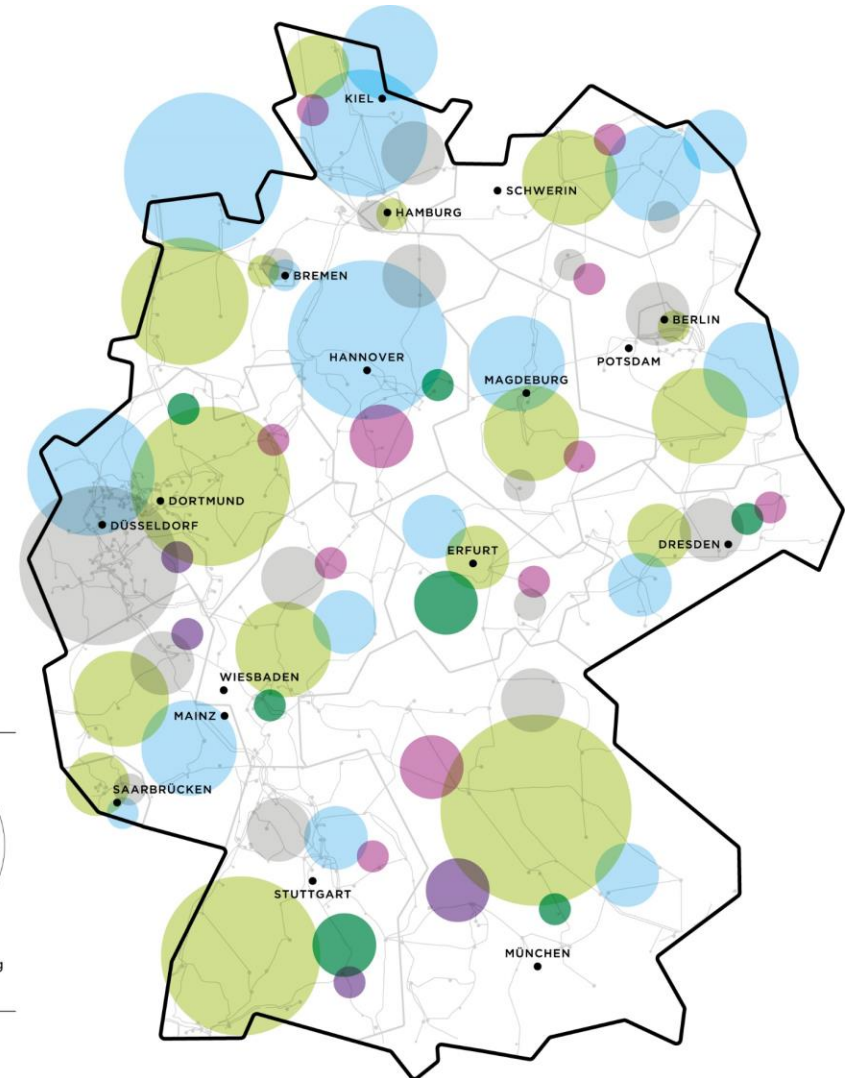 KIEL
SCHWERIN
HAMBURG
BREMEN
BERLIN
HANNOVER
POTSDAM
MAGDEBURG
DORTMUND
DÜSSELDORF
DRESDEN
ERFURT
WIESBADEN
MAINZ
SAARBRÜCKEN
STUTTGART
MÜNCHEN
g